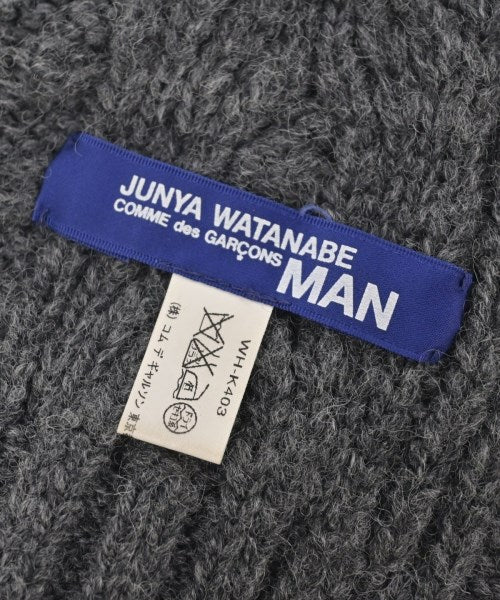 JUNYA WATANABE
COMME des GARÇONS
MAN
WH-K403
(株) コム デ ギャルソン 東京